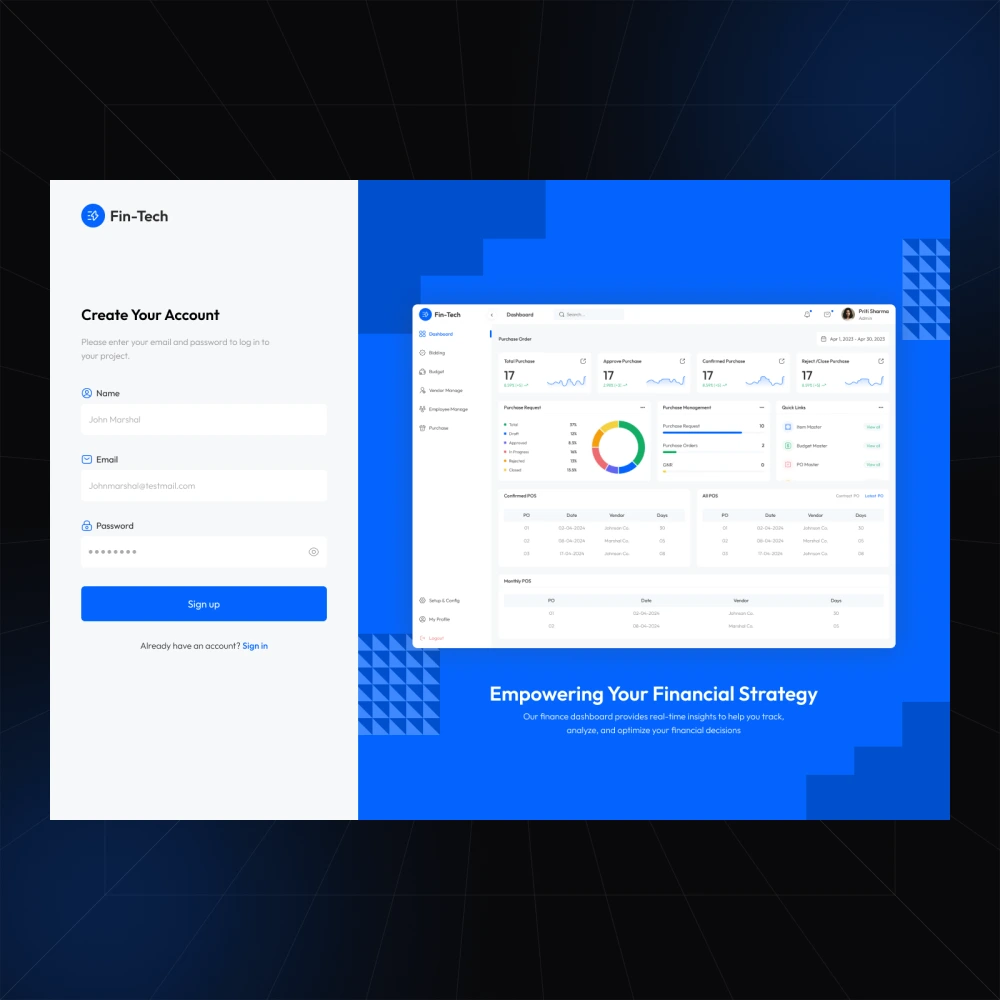 Fin-Tech
Create Your Account
Please enter your email and password to log in to
your project.
Name
John Marshal
Email
Johnmarshal@testmail.com
Password
Sign up
Already have an account? Sign in
Fin-Tech
Dashboard
Search...
Priti Sharma
Admin
Dashboard
Bidding
Budget
Vendor Manage
Employee Manage
Purchase
Setup & Config
My Profile
Logout
Purchase Order
Apr 1, 2023 - Apr 30, 2023
Total Purchase
17
Approve Purchase
17
Confirmed Purchase
17
Reject /Close Purchase
17
Purchase Request
Total
Draft
Approved
In Progress
Rejected
Closed
Purchase Management
Purchase Request 10
Purchase Orders
GNR 0
Quick Links
Item Master View all
Budget Master View all
PO Master View all
Confirmed POS
PO Date Vendor Days
01 02-04-2024 Johnson Co. 30
02 08-04-2024 Marshal Co. 05
03 17-04-2024 Johnson Co. 08
All POS
Contract PO Latest PO
PO Date Vendor Days
01 02-04-2024 Johnson Co. 30
02 08-04-2024 Marshal Co. 05
03 17-04-2024 Johnson Co. 08
Monthly POS
PO Date Vendor Days
01 02-04-2024 Johnson Co. 30
02 08-04-2024 Marshal Co. 05
Empowering Your Financial Strategy
Our finance dashboard provides real-time insights to help you track,
analyze, and optimize your financial decisions